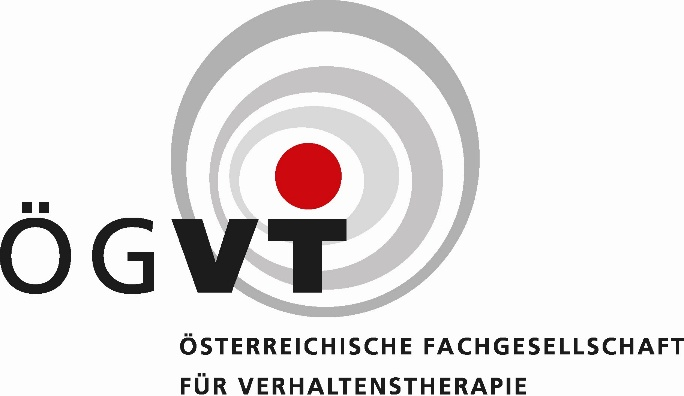 ÖGVT
ÖSTERREICHISCHE FACHGESELLSCHAFT
FÜR VERHALTENSTHERAPIE